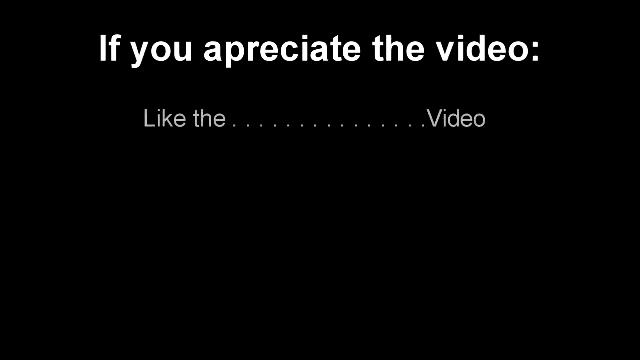 If you apreciate the video:
Like the . . . . . . . . . . . . . . .Video